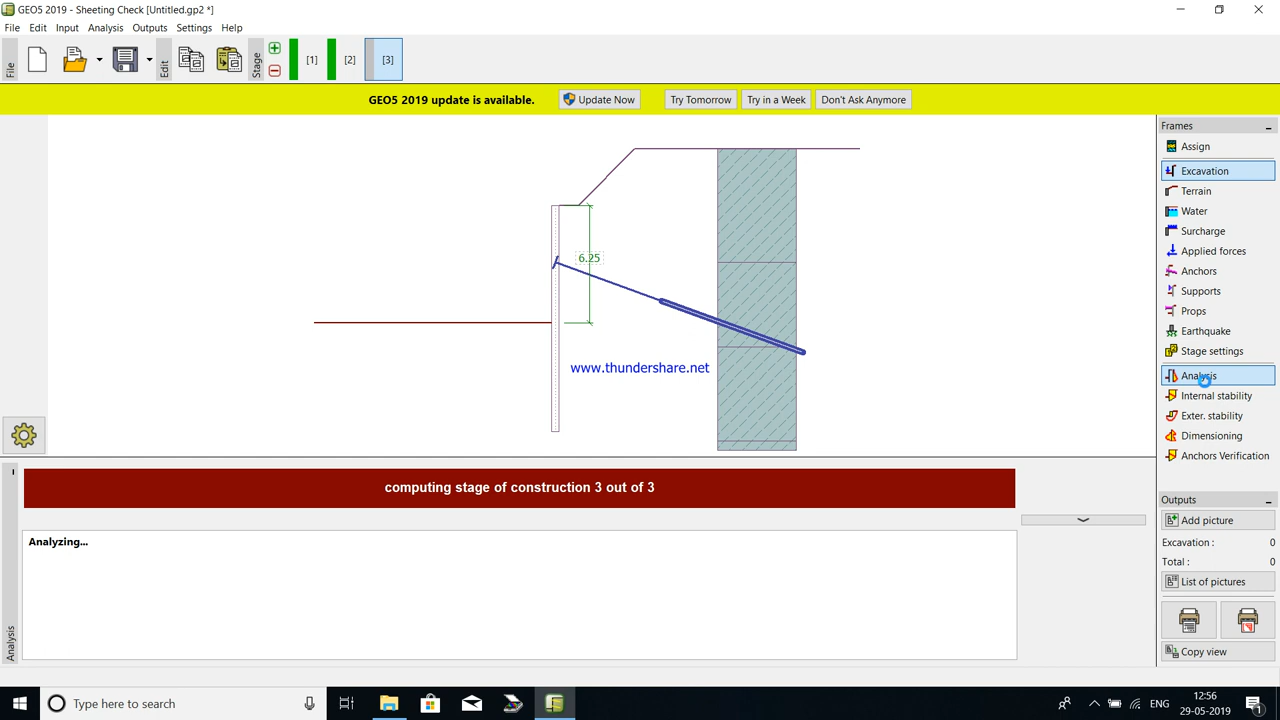 GEO5 2019 - Sheeting Check [Untitled.gp2 *]
File Edit Input Analysis Outputs Settings Help
File
Edit
Stage
[1] [2] [3]
GEO5 2019 update is available. Update Now Try Tomorrow Try in a Week Don't Ask Anymore
Frames
Assign
Excavation
Terrain
Water
Surcharge
Applied forces
Anchors
Supports
Props
Earthquake
Stage settings
Analysis
Internal stability
Exter. stability
Dimensioning
Anchors Verification
6.25
www.thundershare.net
computing stage of construction 3 out of 3
Analyzing...
Analysis
Outputs
Add picture
Excavation : 0
Total : 0
List of pictures
Copy view
Type here to search
ENG
12:56
29-05-2019
1